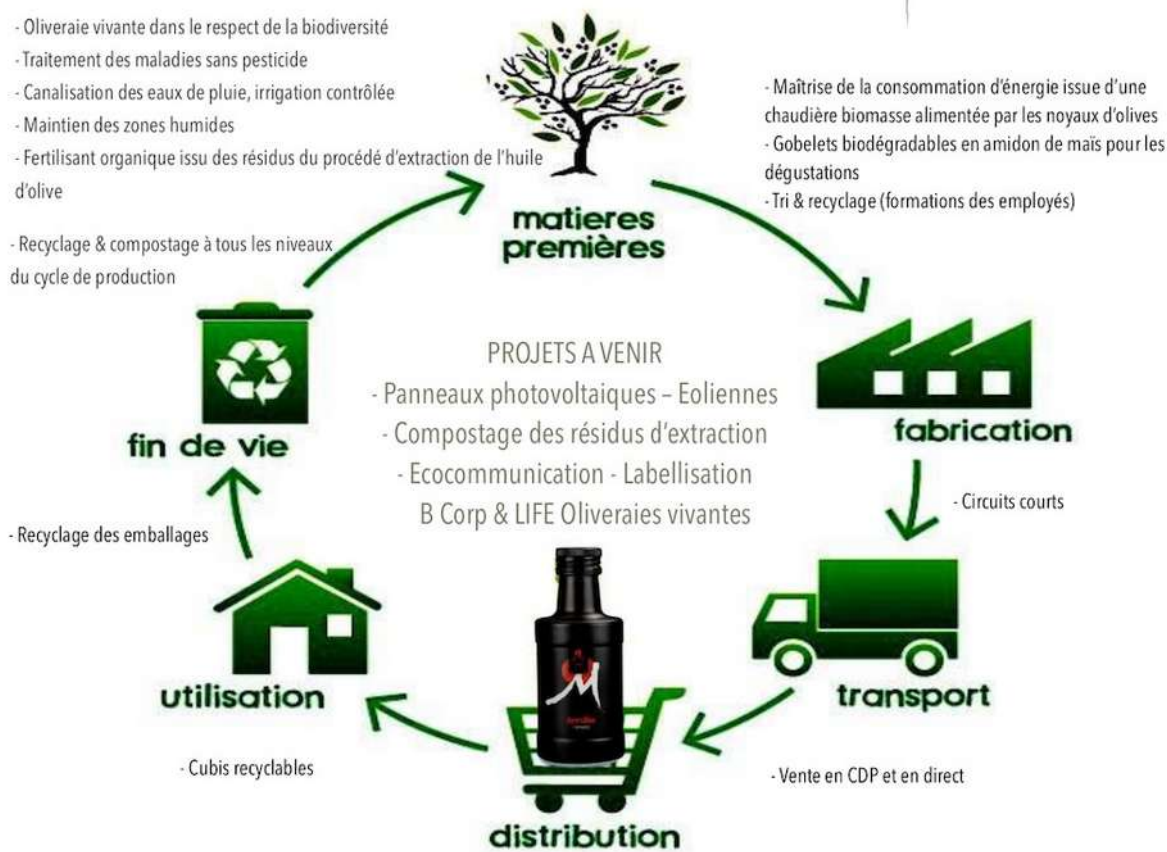 - Oliveraie vivante dans le respect de la biodiversité
- Traitement des maladies sans pesticide
- Canalisation des eaux de pluie, irrigation contrôlée
- Maintien des zones humides
- Fertilisant organique issu des résidus du procédé d'extraction de l'huile
d'olive
- Recyclage & compostage à tous les niveaux
du cycle de production
matieres
premières
- Maîtrise de la consommation d'énergie issue d'une
chaudière biomasse alimentée par les noyaux d'olives
- Gobelets biodégradables en amidon de maïs pour les
dégustations
- Tri & recyclage (formations des employés)
fabrication
- Circuits courts
transport
- Vente en CDP et en direct
distribution
- Cubis recyclables
utilisation
- Recyclage des emballages
fin de vie
PROJETS A VENIR
- Panneaux photovoltaiques – Eoliennes
- Compostage des résidus d'extraction
- Ecocommunication - Labellisation
B Corp & LIFE Oliveraies vivantes
M